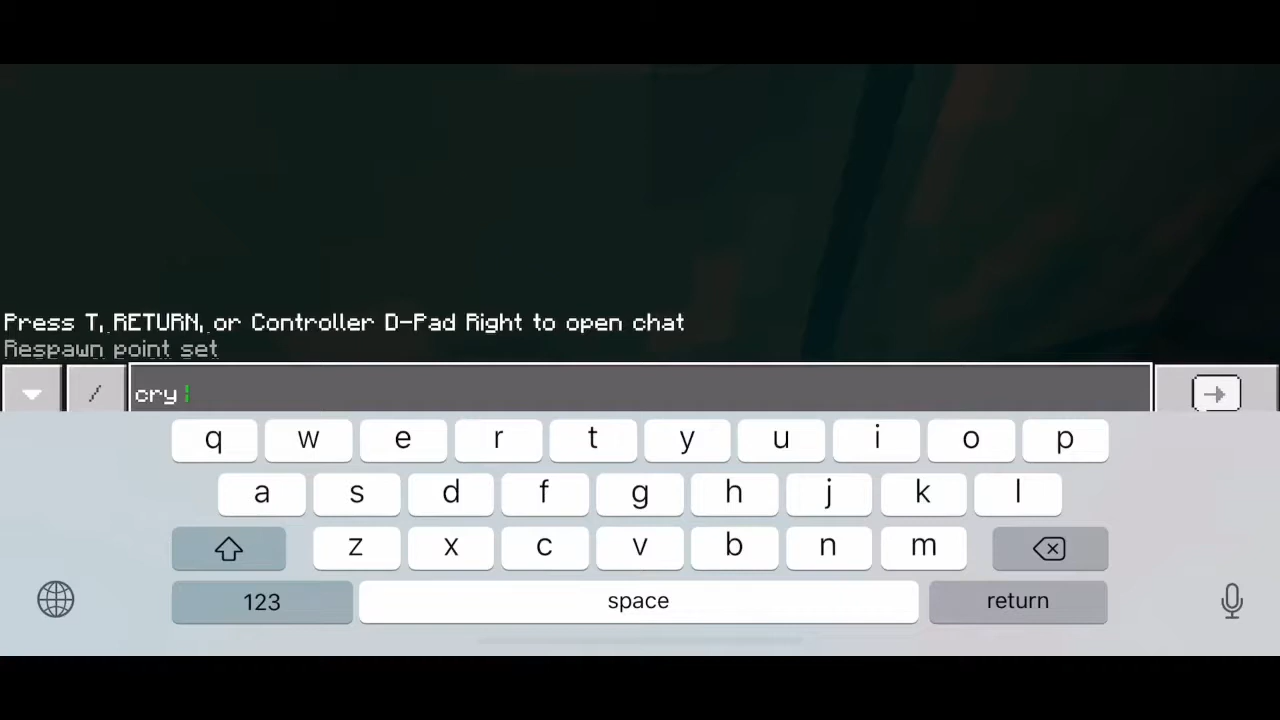 Press T, RETURN, or Controller D-Pad Right to open chat
Respawn point set
/ cry
q w e r t y u i o p
a s d f g h j k l
z x c v b n m
123 space return